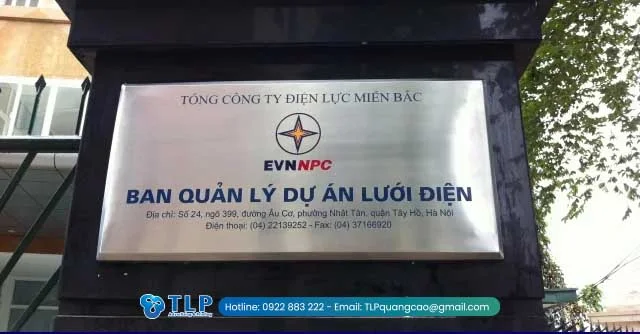 TỔNG CÔNG TY ĐIỆN LỰC MIỀN BẮC
EVNNPC
BAN QUẢN LÝ DỰ ÁN LƯỚI ĐIỆN
Địa chỉ: Số 24, ngõ 399, đường Âu Cơ, phường Nhật Tân, quận Tây Hồ, Hà Nội
Điện thoại: (04) 22139252 - Fax: (04) 37166920
TLP
Hotline: 0922 883 222 - Email: TLPquangcao@gmail.com